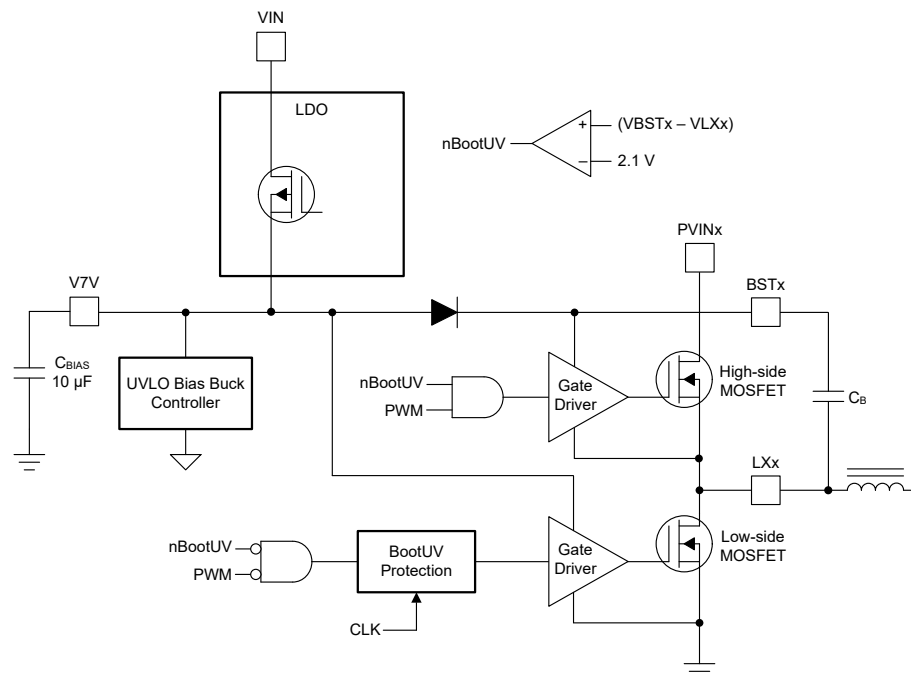 VIN
LDO
nBootUV
+
(VBSTx – VLXx)
–
2.1 V
PVINx
V7V
BSTx
CBIAS
10 µF
UVLO Bias Buck
Controller
nBootUV
PWM
Gate
Driver
High-side
MOSFET
CB
LXx
nBootUV
PWM
BootUV
Protection
Gate
Driver
Low-side
MOSFET
CLK